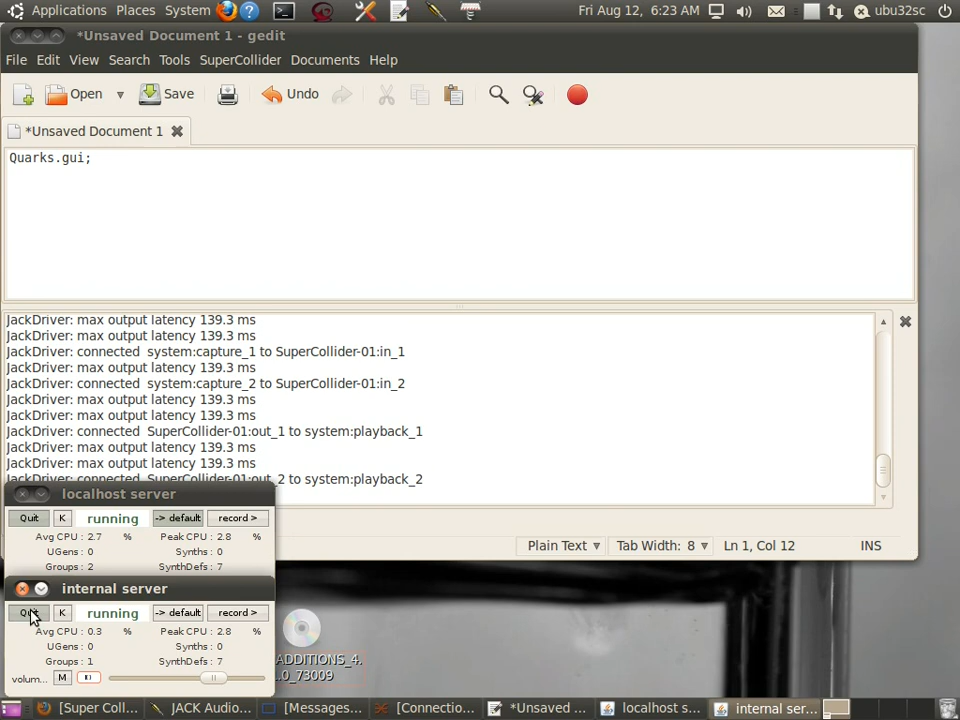 Applications Places System Fri Aug 12, 6:23 AM ubu32sc
*Unsaved Document 1 - gedit
File Edit View Search Tools SuperCollider Documents Help
Open Save Undo
*Unsaved Document 1
Quarks.gui;
JackDriver: max output latency 139.3 ms
JackDriver: max output latency 139.3 ms
JackDriver: connected system:capture_1 to SuperCollider-01:in_1
JackDriver: max output latency 139.3 ms
JackDriver: connected system:capture_2 to SuperCollider-01:in_2
JackDriver: max output latency 139.3 ms
JackDriver: max output latency 139.3 ms
JackDriver: connected SuperCollider-01:out_1 to system:playback_1
JackDriver: max output latency 139.3 ms
JackDriver: max output latency 139.3 ms
JackDriver: connected SuperCollider-01:out_2 to system:playback_2
Plain Text Tab Width: 8 Ln 1, Col 12 INS
localhost server
Quit K running -> default record >
Avg CPU : 2.7 % Peak CPU : 2.8 %
UGens : 0 Synths : 0
Groups : 2 SynthDefs : 7
internal server
Quit K running -> default record >
Avg CPU : 0.3 % Peak CPU : 2.8 %
UGens : 0 Synths : 0
Groups : 1 SynthDefs : 7
volum... M
ADDITIONS_4.
.0_73009
[Super Coll... JACK Audio... [Messages... [Connectio... *Unsaved ... localhost s... internal ser...